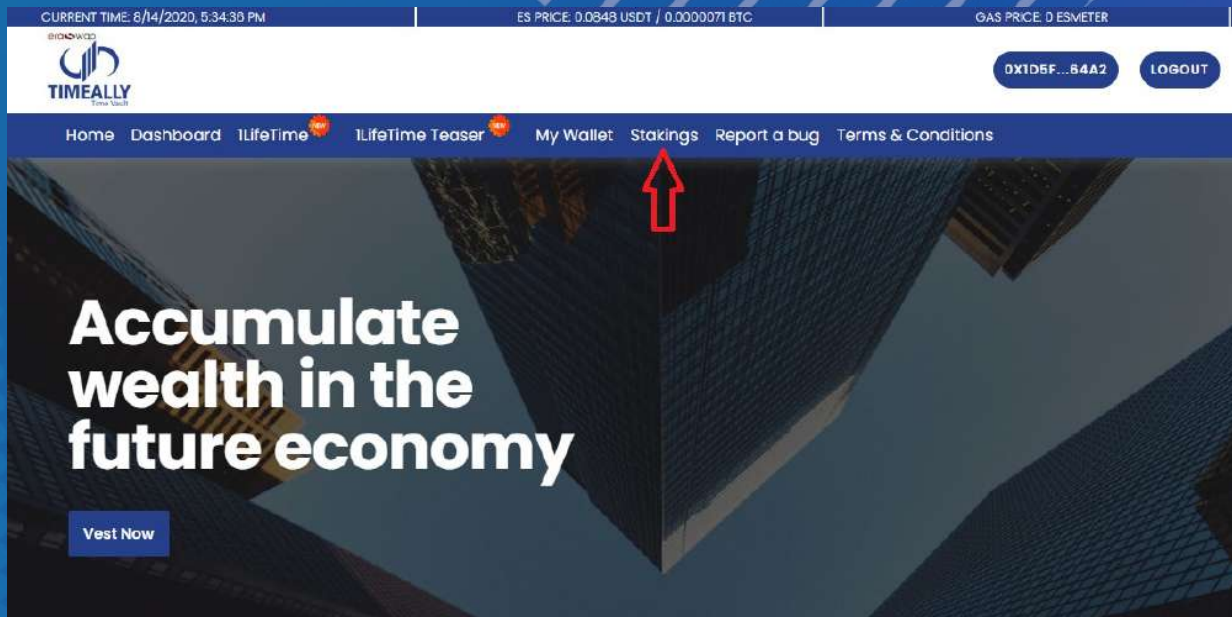 CURRENT TIME: 8/14/2020, 5:34:36 PM
ES PRICE: 0.0848 USDT / 0.0000071 BTC
GAS PRICE: 0 ESMETER
eraswap
TIMEALLY
Time Vault
0X1D5F...64A2
LOGOUT
Home Dashboard 1LifeTime NEW 1LifeTime Teaser NEW My Wallet Stakings Report a bug Terms & Conditions
Accumulate
wealth in the
future economy
Vest Now